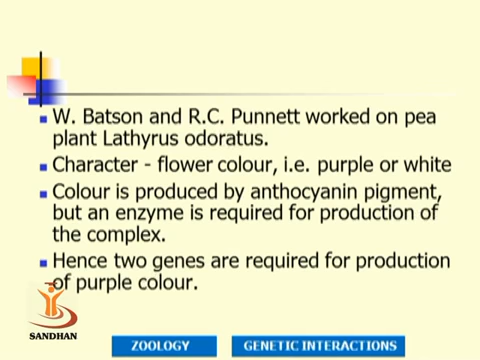 W. Batson and R.C. Punnett worked on pea
plant Lathyrus odoratus.
Character - flower colour, i.e. purple or white
Colour is produced by anthocyanin pigment,
but an enzyme is required for production of
the complex.
Hence two genes are required for production
of purple colour.
SANDHAN
ZOOLOGY
GENETIC INTERACTIONS